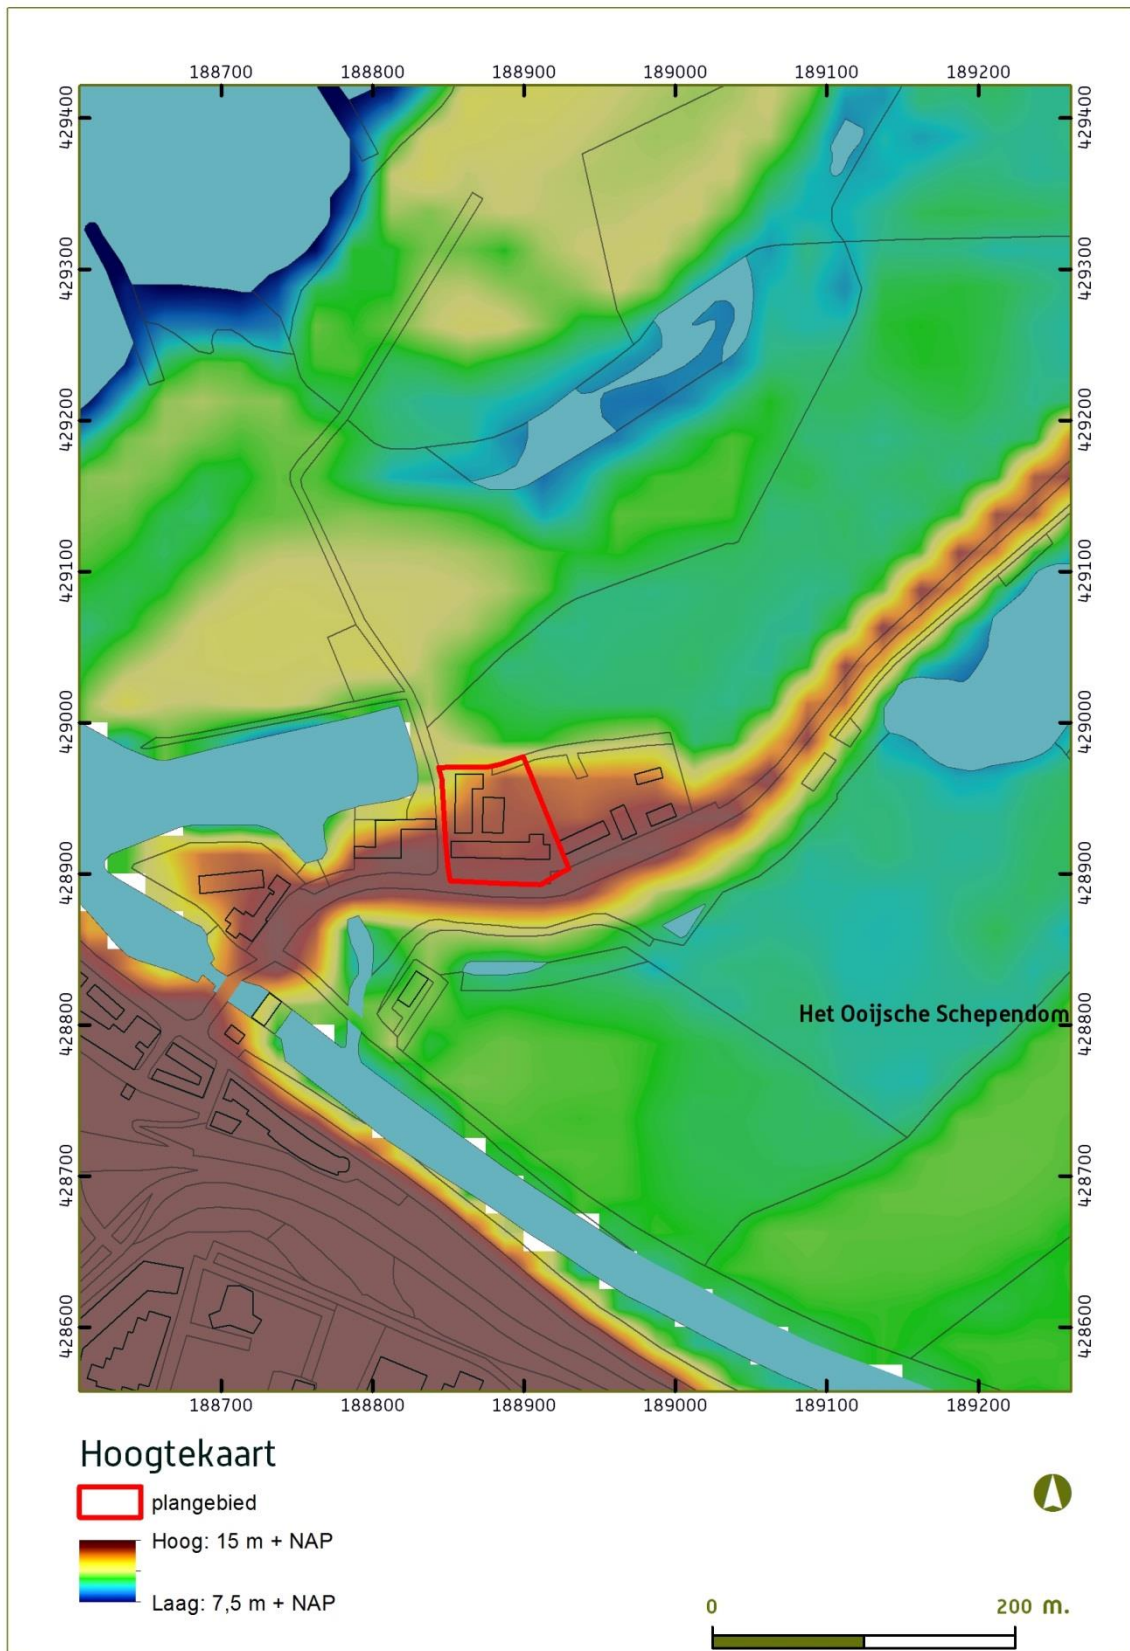 188700 188800 188900 189000 189100 189200
429400 429400
429300 429300
429200 429200
429100 429100
429000 429000
428900 428900
Het Ooijsche Schependom
428800 428800
428700 428700
428600 428600
188700 188800 188900 189000 189100 189200
Hoogtekaart
plangebied
Hoog: 15 m + NAP
Laag: 7,5 m + NAP
0 200 m.